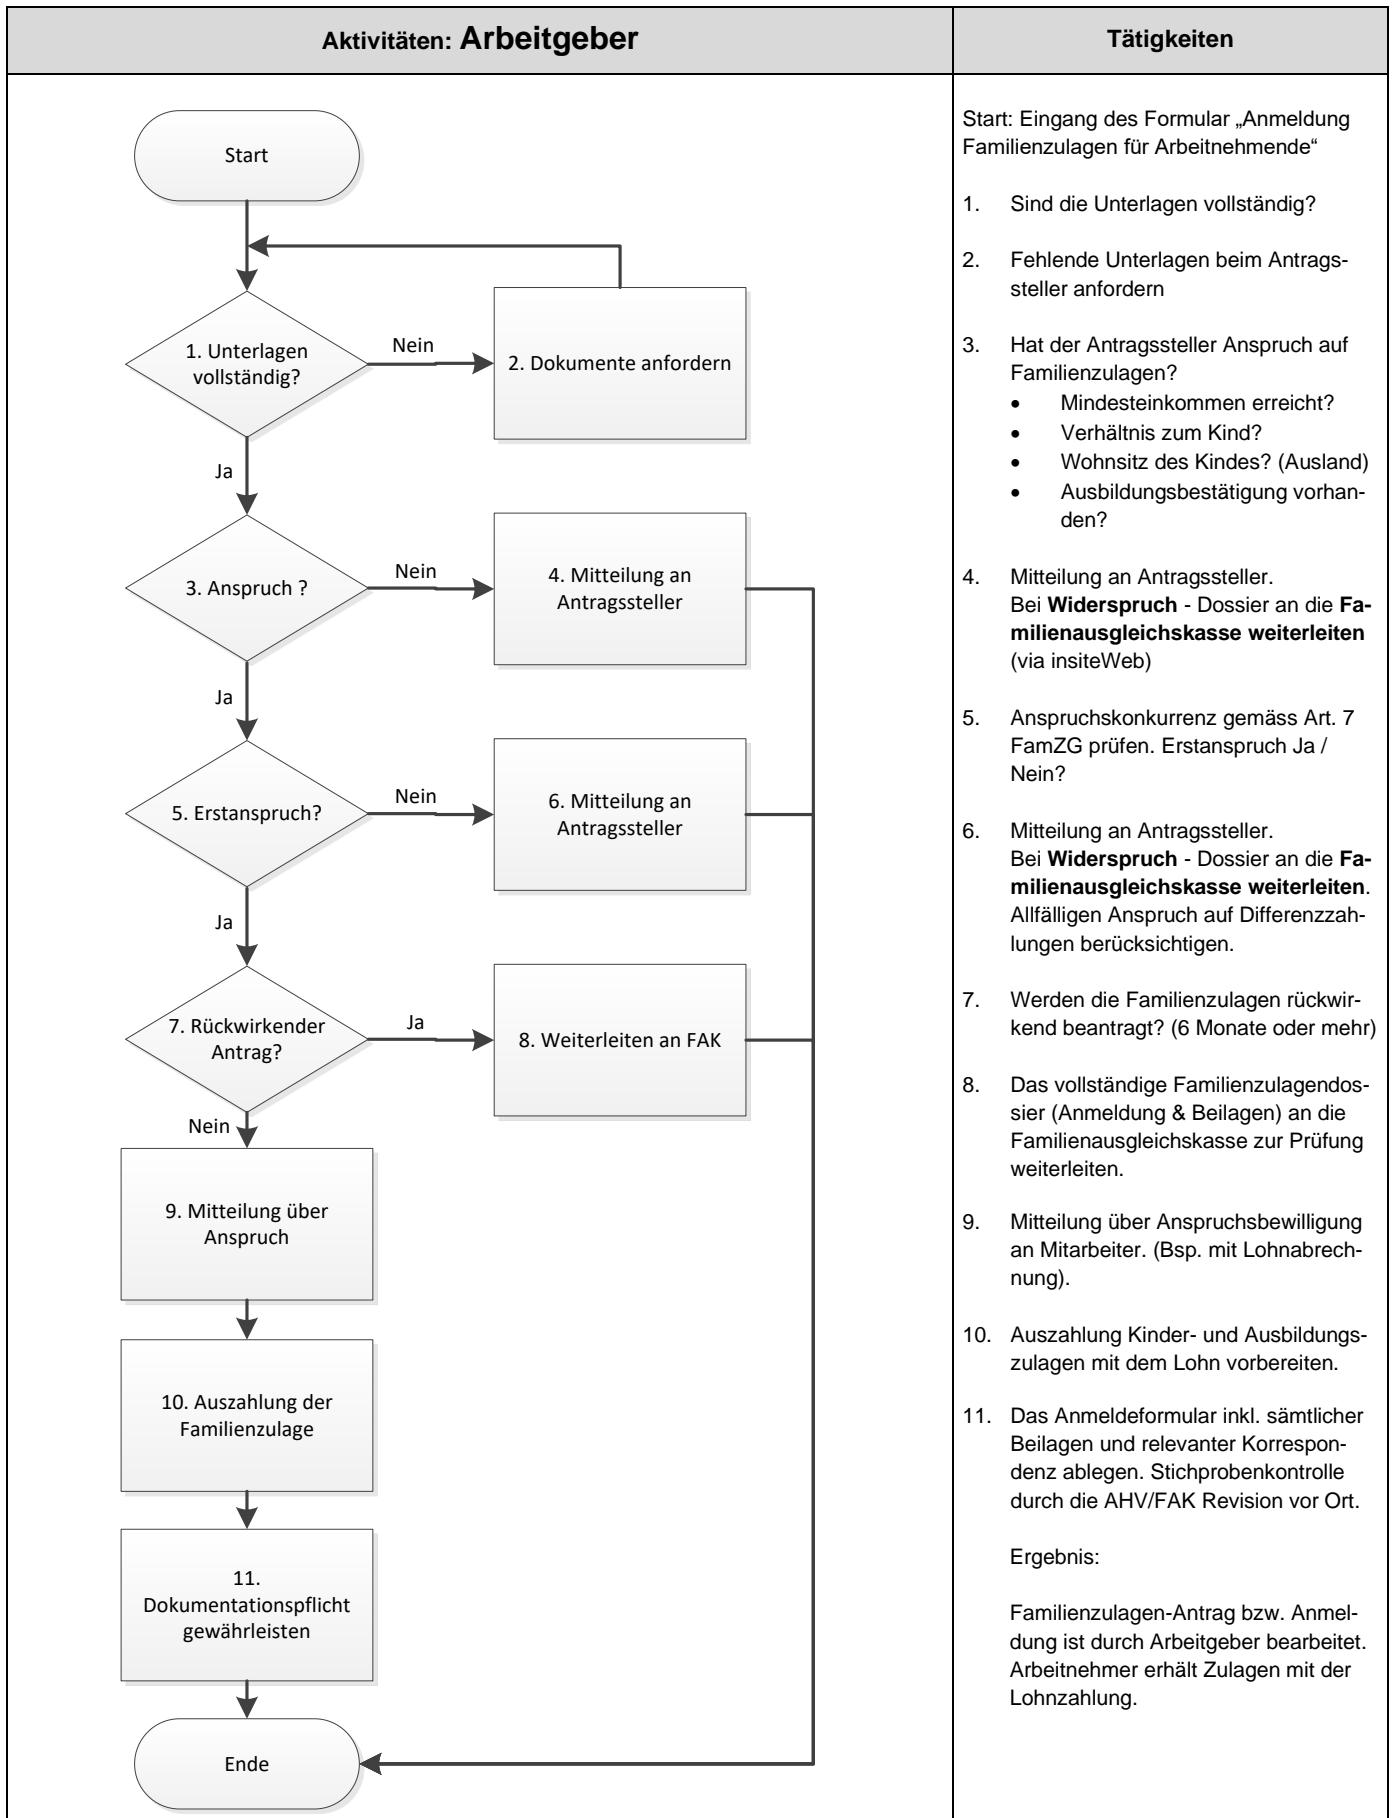 Aktivitäten: Arbeitgeber
Tätigkeiten
Start
1. Unterlagen
vollständig?
Nein
2. Dokumente anfordern
Ja
3. Anspruch ?
Nein
4. Mitteilung an
Antragssteller
Ja
5. Erstanspruch?
Nein
6. Mitteilung an
Antragssteller
Ja
7. Rückwirkender
Antrag?
Ja
8. Weiterleiten an FAK
Nein
9. Mitteilung über
Anspruch
10. Auszahlung der
Familienzulage
11.
Dokumentationspflicht
gewährleisten
Ende
Start: Eingang des Formular „Anmeldung
Familienzulagen für Arbeitnehmende“
1. Sind die Unterlagen vollständig?
2. Fehlende Unterlagen beim Antrags-
steller anfordern
3. Hat der Antragssteller Anspruch auf
Familienzulagen?
• Mindesteinkommen erreicht?
• Verhältnis zum Kind?
• Wohnsitz des Kindes? (Ausland)
• Ausbildungsbestätigung vorhan-
den?
4. Mitteilung an Antragssteller.
Bei Widerspruch - Dossier an die Fa-
milienausgleichskasse weiterleiten
(via insiteWeb)
5. Anspruchskonkurrenz gemäss Art. 7
FamZG prüfen. Erstanspruch Ja /
Nein?
6. Mitteilung an Antragssteller.
Bei Widerspruch - Dossier an die Fa-
milienausgleichskasse weiterleiten.
Allfälligen Anspruch auf Differenzzah-
lungen berücksichtigen.
7. Werden die Familienzulagen rückwir-
kend beantragt? (6 Monate oder mehr)
8. Das vollständige Familienzulagendos-
sier (Anmeldung & Beilagen) an die
Familienausgleichskasse zur Prüfung
weiterleiten.
9. Mitteilung über Anspruchsbewilligung
an Mitarbeiter. (Bsp. mit Lohnabrech-
nung).
10. Auszahlung Kinder- und Ausbildungs-
zulagen mit dem Lohn vorbereiten.
11. Das Anmeldeformular inkl. sämtlicher
Beilagen und relevanter Korrespon-
denz ablegen. Stichprobenkontrolle
durch die AHV/FAK Revision vor Ort.
Ergebnis:
Familienzulagen-Antrag bzw. Anmel-
dung ist durch Arbeitgeber bearbeitet.
Arbeitnehmer erhält Zulagen mit der
Lohnzahlung.